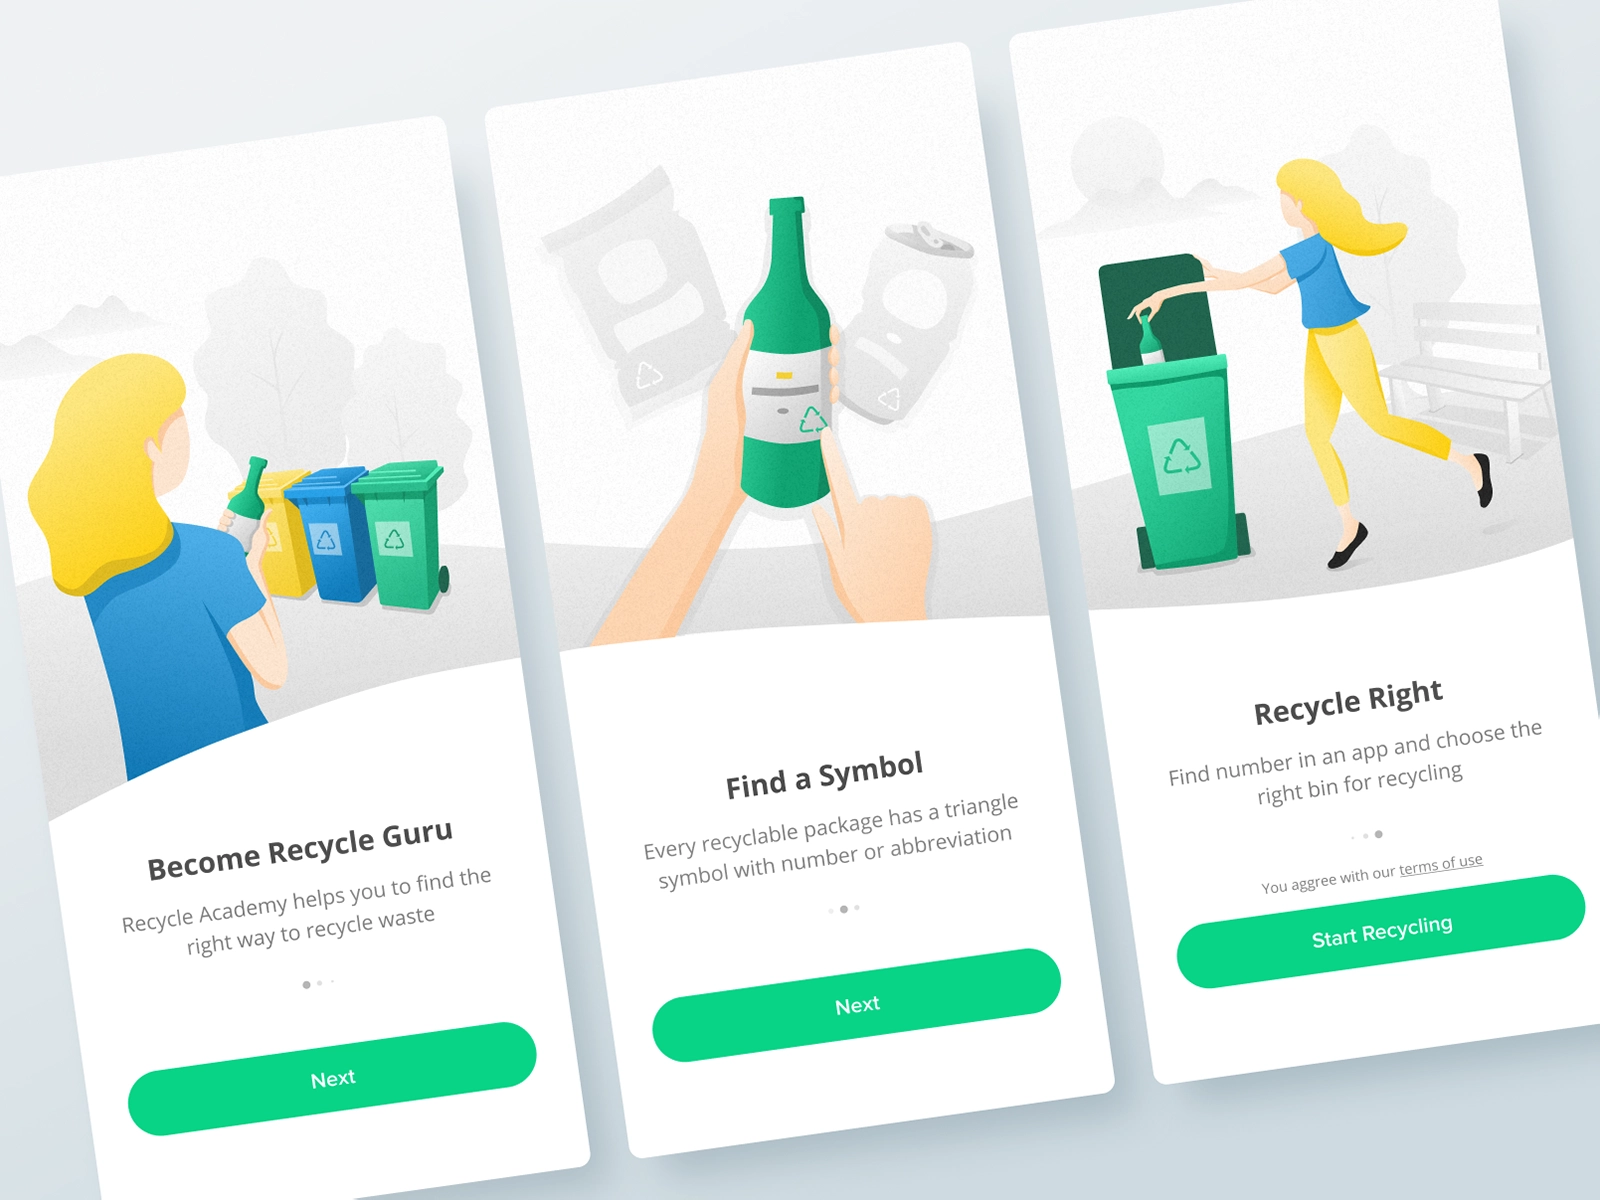 Become Recycle Guru
Recycle Academy helps you to find the
right way to recycle waste
Next
Find a Symbol
Every recyclable package has a triangle
symbol with number or abbreviation
Next
Recycle Right
Find number in an app and choose the
right bin for recycling
You aggree with our terms of use
Start Recycling